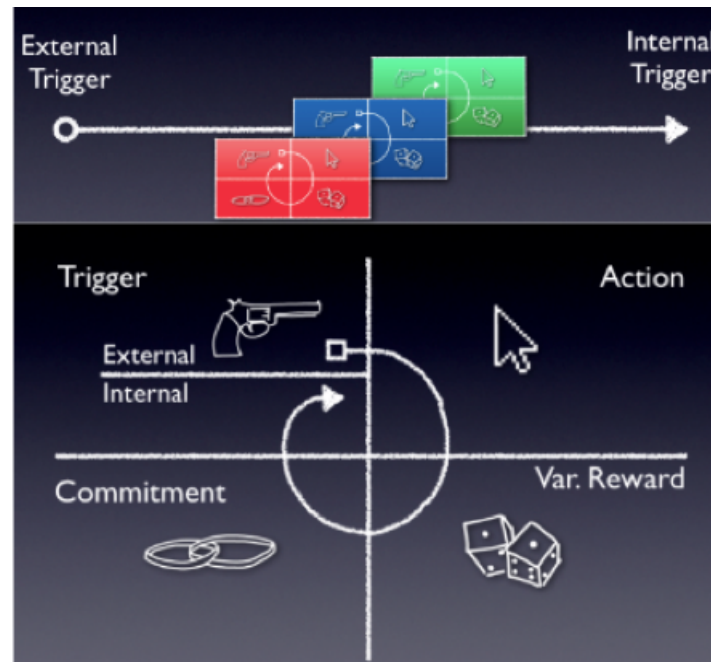 External
Trigger
Internal
Trigger
Trigger
Action
External
Internal
Commitment
Var. Reward